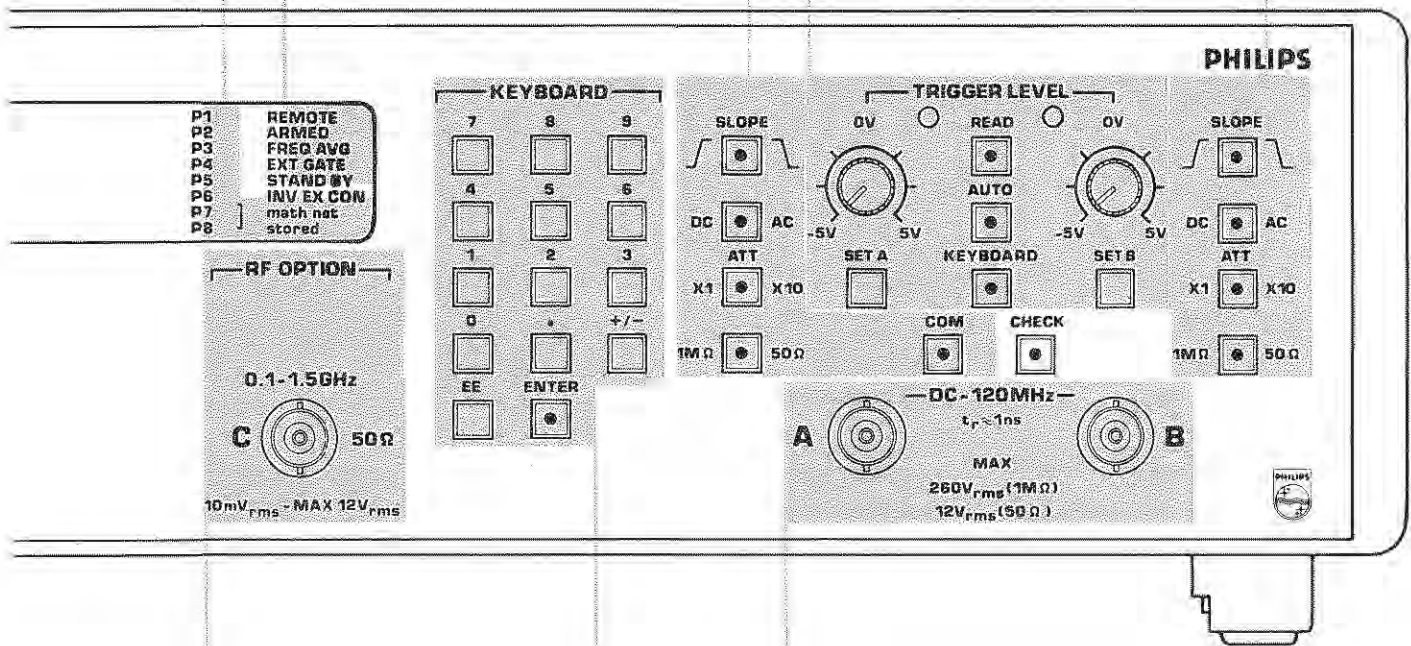 PHILIPS
P1 REMOTE
P2 ARMED
P3 FREQ AVG
P4 EXT GATE
P5 STAND BY
P6 INV EX CON
P7 math not
P8 stored
RF OPTION
0.1-1.5GHz
C 50Ω
10mVrms - MAX 12Vrms
KEYBOARD
7 8 9
4 5 6
1 2 3
0 . +/-
EE ENTER
TRIGGER LEVEL
SLOPE 0V READ 0V SLOPE
AUTO
DC AC -5V 5V -5V 5V DC AC
ATT SET A KEYBOARD SET B ATT
X1 X10 X1 X10
COM CHECK
1MΩ 50Ω 1MΩ 50Ω
DC-120MHz
tr≈1ns
A B
MAX
260Vrms(1MΩ)
12Vrms(50Ω)
PHILIPS